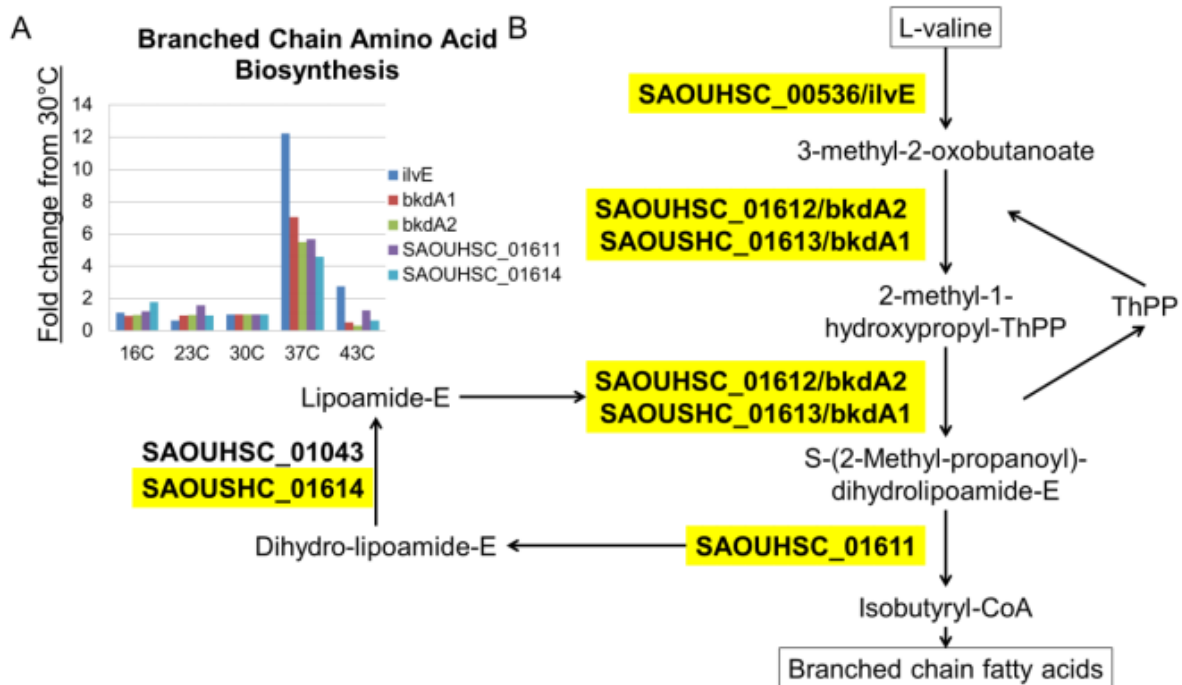 A
Branched Chain Amino Acid
Biosynthesis
Fold change from 30°C
14
12
10
8
6
4
2
0
16C 23C 30C 37C 43C
ilvE
bkdA1
bkdA2
SAOUHSC_01611
SAOUHSC_01614
B
L-valine
SAOUHSC_00536/ilvE
3-methyl-2-oxobutanoate
SAOUHSC_01612/bkdA2
SAOUSHC_01613/bkdA1
2-methyl-1-
hydroxypropyl-ThPP
ThPP
Lipoamide-E
SAOUHSC_01612/bkdA2
SAOUSHC_01613/bkdA1
SAOUHSC_01043
SAOUSHC_01614
S-(2-Methyl-propanoyl)-
dihydrolipoamide-E
Dihydro-lipoamide-E
SAOUHSC_01611
Isobutyryl-CoA
Branched chain fatty acids